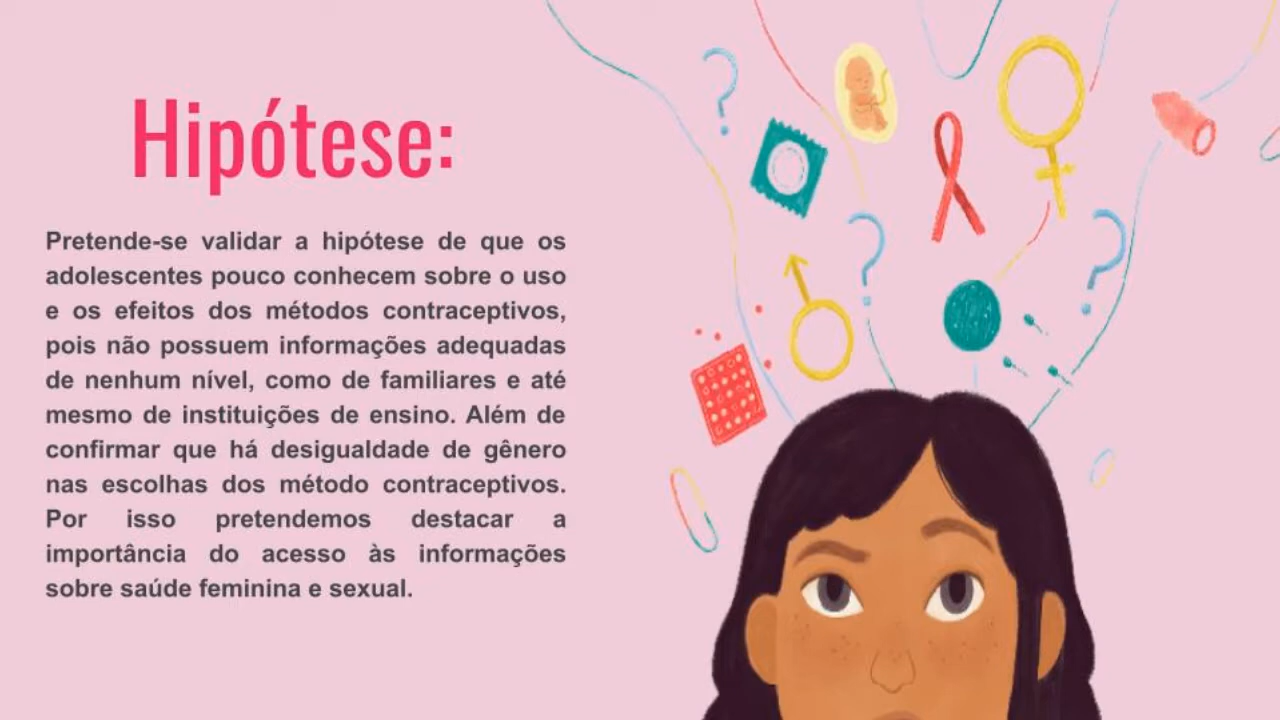 Hipótese:
Pretende-se validar a hipótese de que os
adolescentes pouco conhecem sobre o uso
e os efeitos dos métodos contraceptivos,
pois não possuem informações adequadas
de nenhum nível, como de familiares e até
mesmo de instituições de ensino. Além de
confirmar que há desigualdade de gênero
nas escolhas dos método contraceptivos.
Por isso pretendemos destacar a
importância do acesso às informações
sobre saúde feminina e sexual.